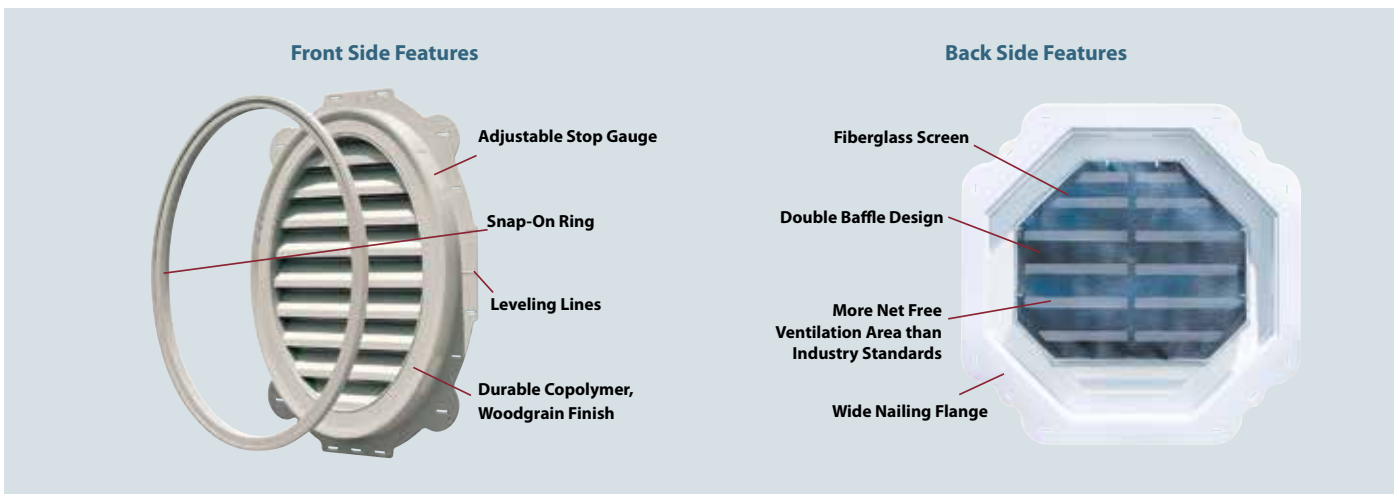 Front Side Features
Adjustable Stop Gauge
Snap-On Ring
Leveling Lines
Durable Copolymer,
Woodgrain Finish
Back Side Features
Fiberglass Screen
Double Baffle Design
More Net Free
Ventilation Area than
Industry Standards
Wide Nailing Flange